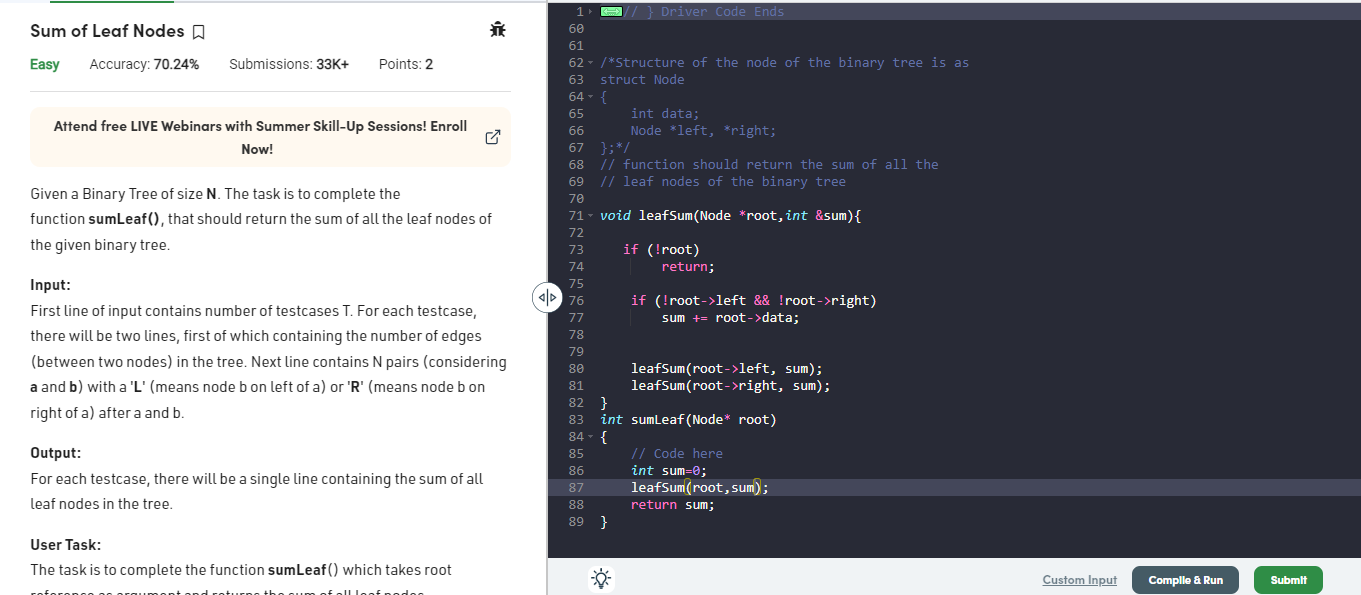 Sum of Leaf Nodes
Easy Accuracy: 70.24% Submissions: 33K+ Points: 2
Attend free LIVE Webinars with Summer Skill-Up Sessions! Enroll
Now!
Given a Binary Tree of size N. The task is to complete the
function sumLeaf(), that should return the sum of all the leaf nodes of
the given binary tree.
Input:
First line of input contains number of testcases T. For each testcase,
there will be two lines, first of which containing the number of edges
(between two nodes) in the tree. Next line contains N pairs (considering
a and b) with a 'L' (means node b on left of a) or 'R' (means node b on
right of a) after a and b.
Output:
For each testcase, there will be a single line containing the sum of all
leaf nodes in the tree.
User Task:
The task is to complete the function sumLeaf() which takes root
reference as argument and returns the sum of all leaf nodes.
1 // } Driver Code Ends
60
61
62 /*Structure of the node of the binary tree is as
63 struct Node
64 {
65 int data;
66 Node *left, *right;
67 };*/
68 // function should return the sum of all the
69 // leaf nodes of the binary tree
70
71 void leafSum(Node *root,int &sum){
72
73 if (!root)
74 return;
75
76 if (!root->left && !root->right)
77 sum += root->data;
78
79
80 leafSum(root->left, sum);
81 leafSum(root->right, sum);
82 }
83 int sumLeaf(Node* root)
84 {
85 // Code here
86 int sum=0;
87 leafSum(root,sum);
88 return sum;
89 }
Custom Input Compile & Run Submit